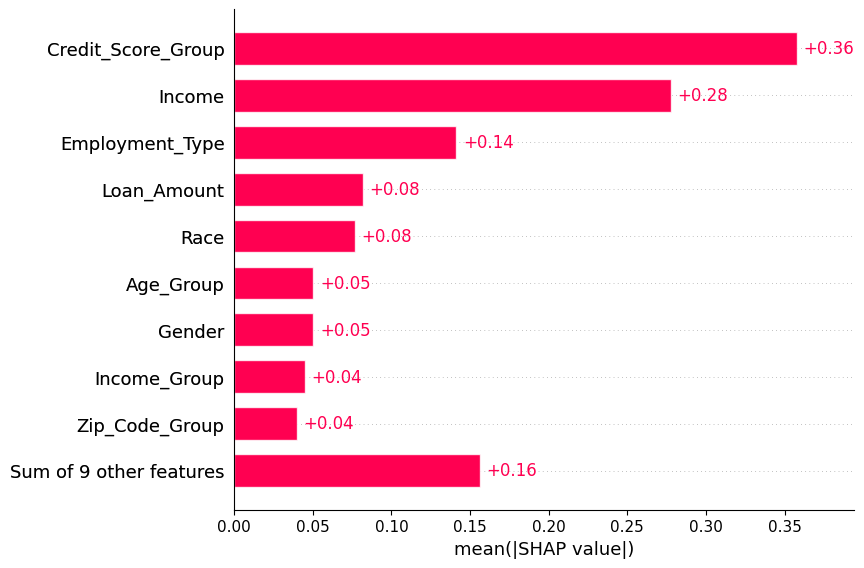 Credit_Score_Group +0.36
Income +0.28
Employment_Type +0.14
Loan_Amount +0.08
Race +0.08
Age_Group +0.05
Gender +0.05
Income_Group +0.04
Zip_Code_Group +0.04
Sum of 9 other features +0.16
0.00 0.05 0.10 0.15 0.20 0.25 0.30 0.35
mean(|SHAP value|)